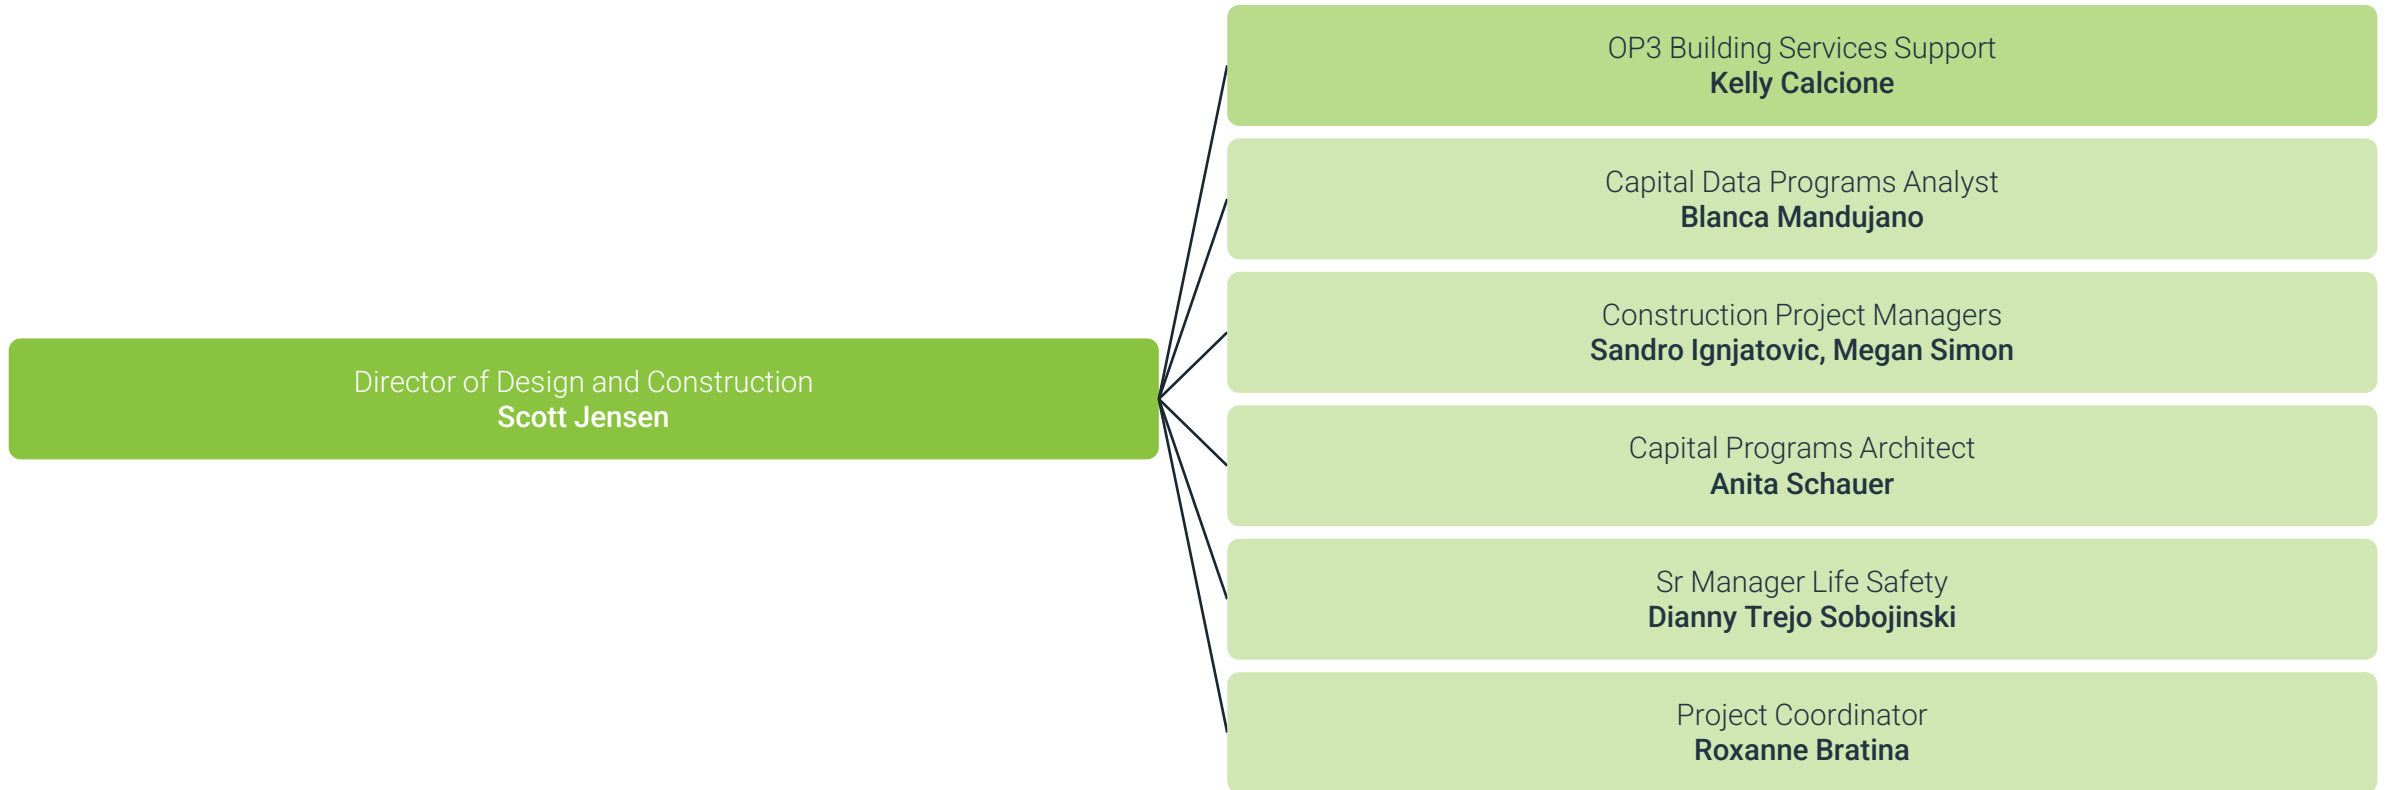 OP3 Building Services Support
Kelly Calcione
Capital Data Programs Analyst
Blanca Mandujano
Construction Project Managers
Sandro Ignjatovic, Megan Simon
Director of Design and Construction
Scott Jensen
Capital Programs Architect
Anita Schauer
Sr Manager Life Safety
Dianny Trejo Sobojinski
Project Coordinator
Roxanne Bratina